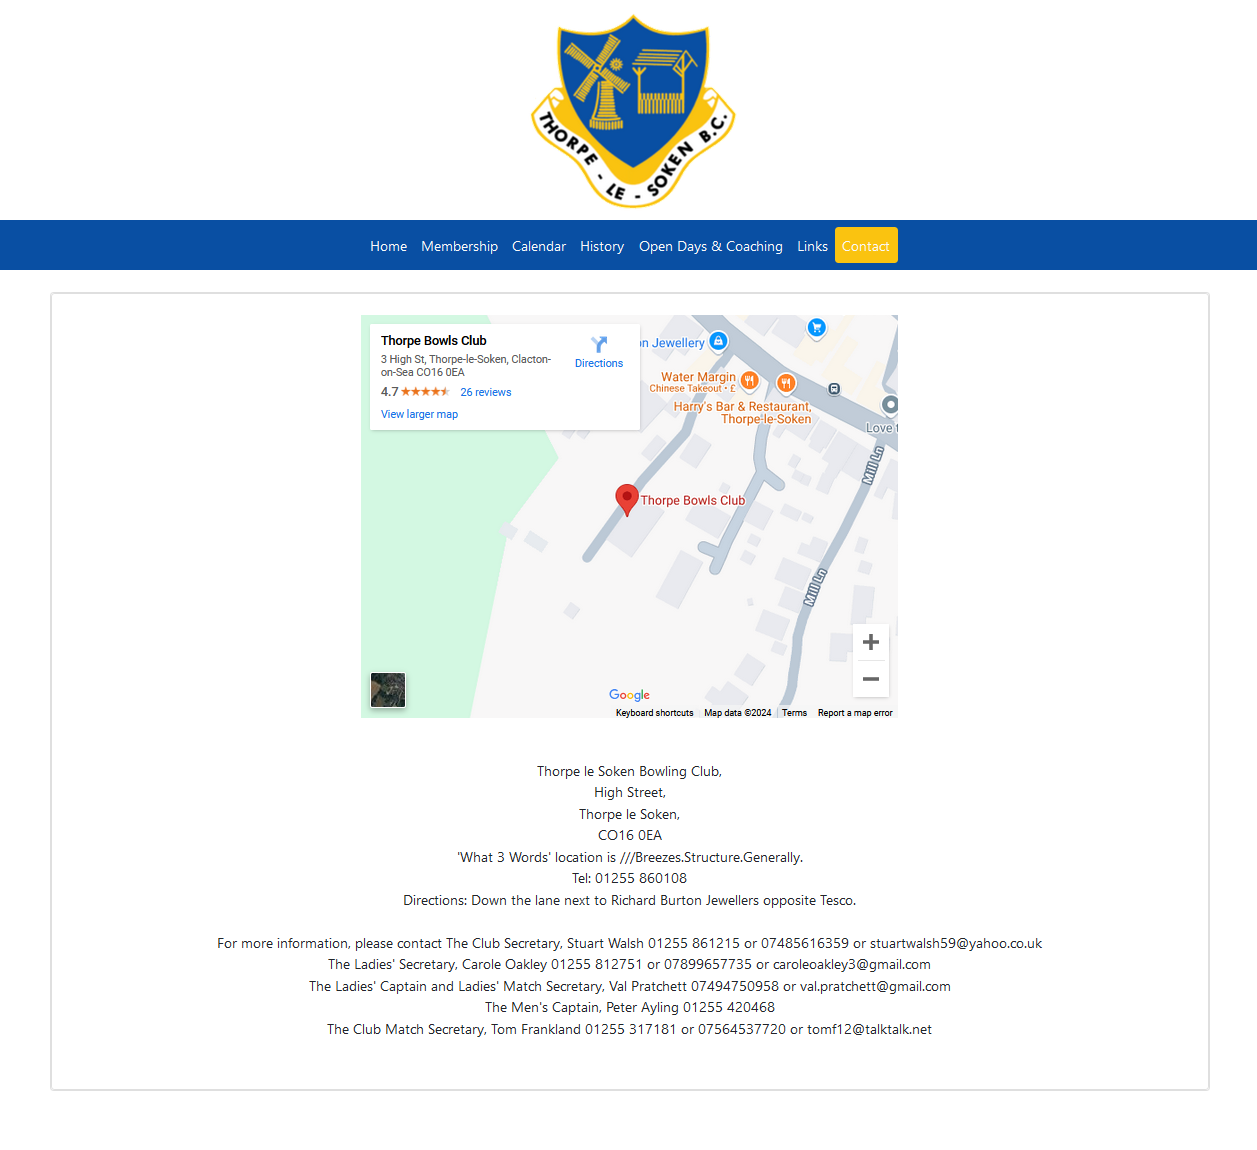 THORPE - LE - SOKEN B.C.
Home Membership Calendar History Open Days & Coaching Links Contact
Thorpe Bowls Club
3 High St, Thorpe-le-Soken, Clacton-
on-Sea CO16 0EA
4.7 26 reviews
View larger map
Directions
n Jewellery
Water Margin
Chinese Takeout · £
Harry's Bar & Restaurant,
Thorpe-le-Soken
Love t
Mill Ln
Thorpe Bowls Club
Mill Ln
Google
Keyboard shortcuts Map data ©2024 Terms Report a map error
Thorpe le Soken Bowling Club,
High Street,
Thorpe le Soken,
CO16 0EA
'What 3 Words' location is ///Breezes.Structure.Generally.
Tel: 01255 860108
Directions: Down the lane next to Richard Burton Jewellers opposite Tesco.
For more information, please contact The Club Secretary, Stuart Walsh 01255 861215 or 07485616359 or stuartwalsh59@yahoo.co.uk
The Ladies' Secretary, Carole Oakley 01255 812751 or 07899657735 or caroleoakley3@gmail.com
The Ladies' Captain and Ladies' Match Secretary, Val Pratchett 07494750958 or val.pratchett@gmail.com
The Men's Captain, Peter Ayling 01255 420468
The Club Match Secretary, Tom Frankland 01255 317181 or 07564537720 or tomf12@talktalk.net